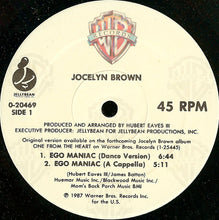 WARNER BROS. RECORDS
JOCELYN BROWN
JELLYBEAN
0-20469
SIDE 1
45 RPM
PRODUCED AND ARRANGED BY HUBERT EAVES III
EXECUTIVE PRODUCER: JELLYBEAN FOR JELLYBEAN PRODUCTIONS, INC.
Original version available on the forthcoming Jocelyn Brown album
ONE FROM THE HEART on Warner Bros. Records (1-25445)
1. EGO MANIAC (Dance Version) 6:44
2. EGO MANIAC (A Cappella) 5:11
(Hubert Eaves III/James Batton)
Huemar Music Inc./Blackwood Music Inc./
Mom's Back Porch Music BMI
℗ 1987 Warner Bros. Records Inc. for
the U.S.